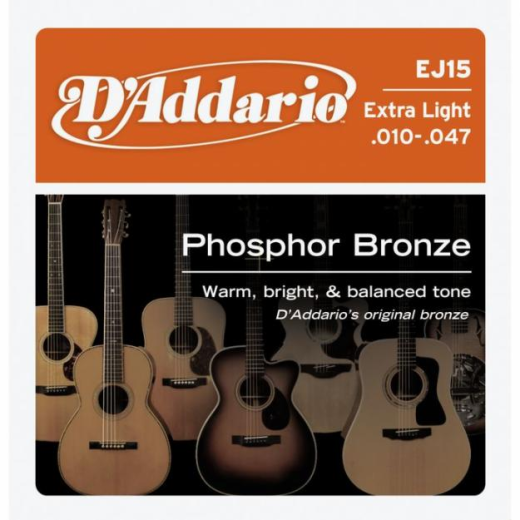 D'Addario
EJ15
Extra Light
.010-.047
Phosphor Bronze
Warm, bright, & balanced tone
D'Addario's original bronze